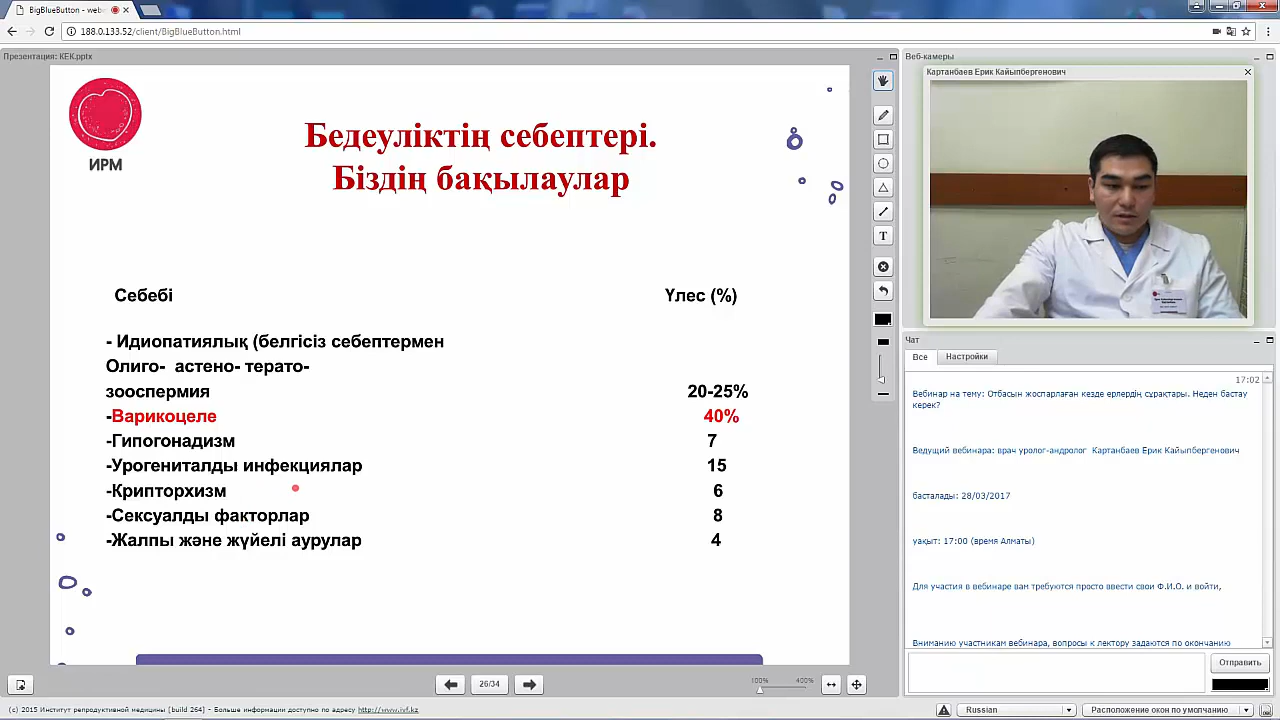 BigBlueButton - webi
188.0.133.52/client/BigBlueButton.html
Презентация: КЕК.pptx
ИРМ
Бедеуліктің себептері.
Біздің бақылаулар
Себебі Үлес (%)
- Идиопатиялық (белгісіз себептермен
Олиго- астено- терато-
зооспермия 20-25%
-Варикоцеле 40%
-Гипогонадизм 7
-Урогениталды инфекциялар 15
-Крипторхизм 6
-Сексуалды факторлар 8
-Жалпы және жүйелі аурулар 4
T
26/34
100% 400%
Веб-камеры
Картанбаев Ерик Кайыпбергенович
Чат
Все Настройки
17:02
Вебинар на тему: Отбасын жоспарлаған кезде ерлердің сұрақтары. Неден бастау
керек?
Ведущий вебинара: врач уролог-андролог Картанбаев Ерик Кайыпбергенович
басталады: 28/03/2017
уақыт: 17:00 (время Алматы)
Для участия в вебинаре вам требуются просто ввести свои Ф.И.О. и войти,
Вниманию участникам вебинара, вопросы к лектору задаются по окончанию
Отправить
(c) 2015 Институт репродуктивной медицины [build 264] - Больше информации доступно по адресу http://www.ivf.kz
Russian
Расположение окон по умолчанию